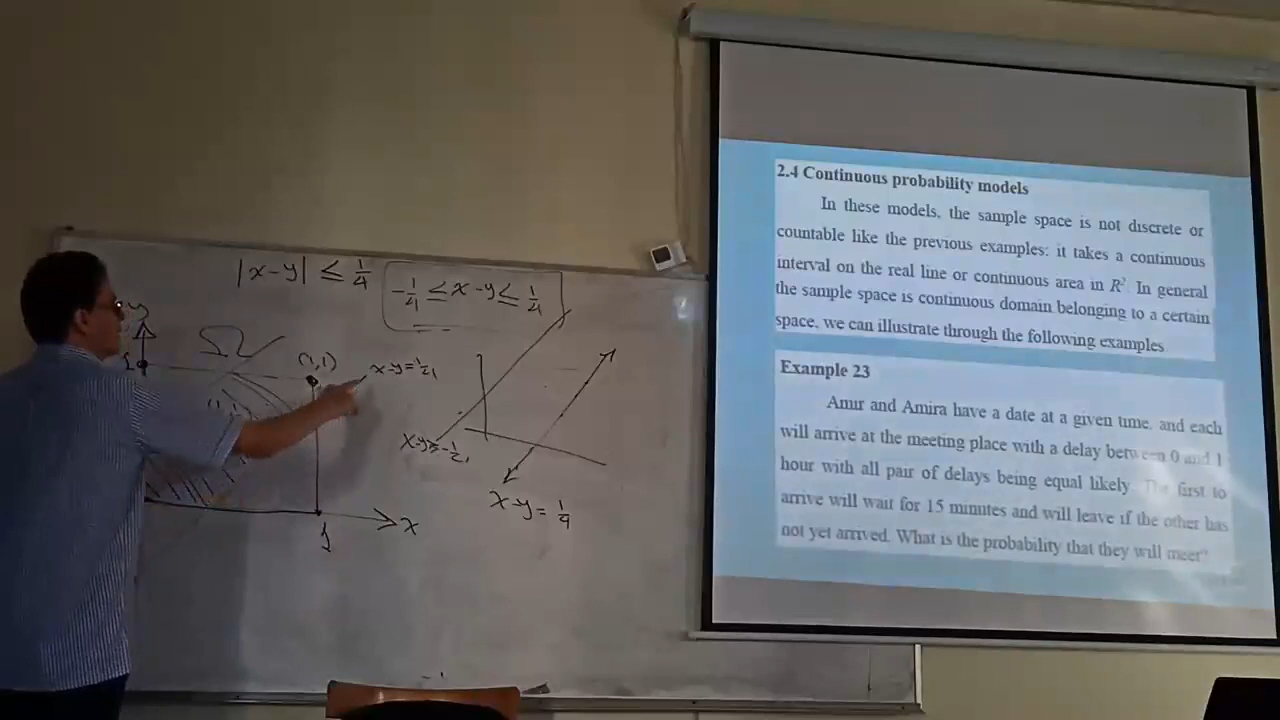 |x-y| ≤ 1/4
-1/4 ≤ x-y ≤ 1/4
y
Ω
1
(1,1)
x-y=1/4
x-y=-1/4
x-y=1/4
x
1
2.4 Continuous probability models
In these models, the sample space is not discrete or
countable like the previous examples: it takes a continuous
interval on the real line or continuous area in R². In general
the sample space is continuous domain belonging to a certain
space, we can illustrate through the following examples
Example 23
Amir and Amira have a date at a given time, and each
will arrive at the meeting place with a delay between 0 and 1
hour with all pair of delays being equal likely. The first to
arrive will wait for 15 minutes and will leave if the other has
not yet arrived. What is the probability that they will meet?